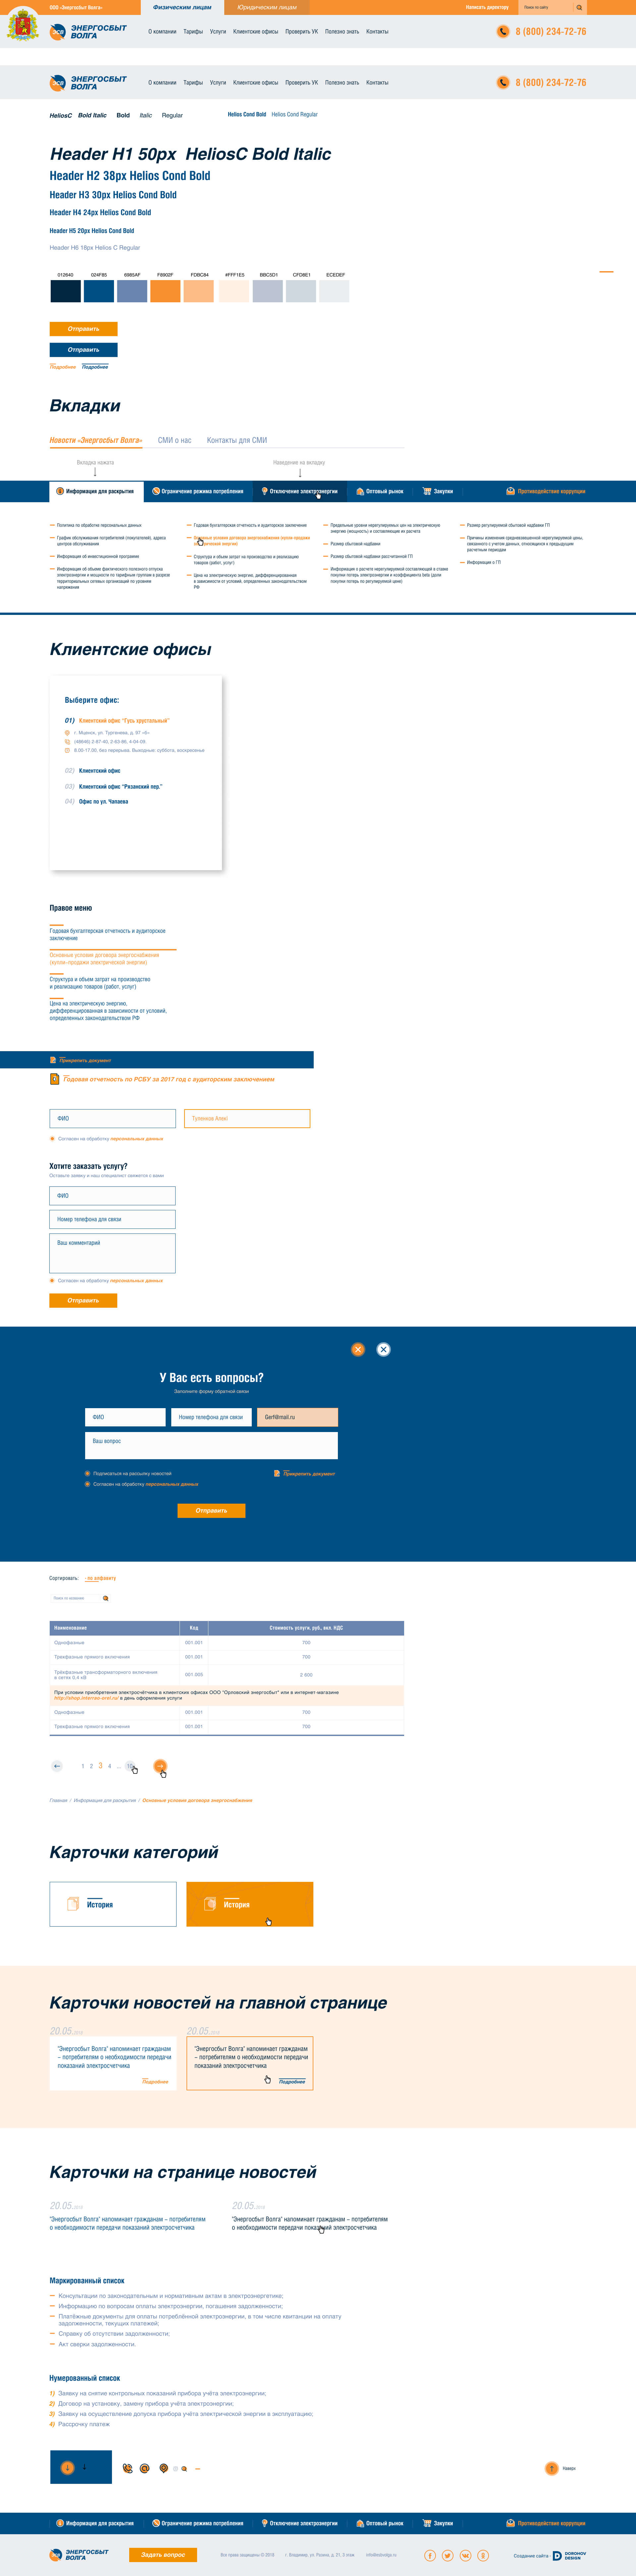 ООО «Энергосбыт Волга»
Физическим лицам
Юридическим лицам
Написать директору
Поиск по сайту
ЭНЕРГОСБЫТ
ВОЛГА
О компании Тарифы Услуги Клиентские офисы Проверить УК Полезно знать Контакты
8 (800) 234-72-76
ЭНЕРГОСБЫТ
ВОЛГА
О компании Тарифы Услуги Клиентские офисы Проверить УК Полезно знать Контакты
8 (800) 234-72-76
HeliosC Bold Italic Bold Italic Regular
Helios Cond Bold Helios Cond Regular
Header H1 50px HeliosC Bold Italic
Header H2 38px Helios Cond Bold
Header H3 30px Helios Cond Bold
Header H4 24px Helios Cond Bold
Header H5 20px Helios Cond Bold
Header H6 18px Helios C Regular
012640 024F85 6985AF F8902F FDBC84 #FFF1E5 BBC5D1 CFD8E1 ECEDEF
Отправить
Отправить
Подробнее Подробнее
Вкладки
Новости «Энергосбыт Волга» СМИ о нас Контакты для СМИ
Вкладка нажата
Наведение на вкладку
Информация для раскрытия
Ограничение режима потребления
Отключение электроэнергии
Оптовый рынок
Закупки
Противодействие коррупции
Политика по обработке персональных данных
График обслуживания потребителей (покупателей), адреса
центров обслуживания
Информация об инвестиционной программе
Информация об объеме фактического полезного отпуска
электроэнергии и мощности по тарифным группам в разрезе
территориальных сетевых организаций по уровням
напряжения
Годовая бухгалтерская отчетность и аудиторское заключение
Основные условия договора энергоснабжения (купли-продажи
электрической энергии)
Структура и объем затрат на производство и реализацию
товаров (работ, услуг)
Цена на электрическую энергию, дифференцированная
в зависимости от условий, определенных законодательством
РФ
Предельные уровни нерегулируемых цен на электрическую
энергию (мощность) и составляющие их расчета
Размер сбытовой надбавки
Размер сбытовой надбавки рассчитанной ГП
Информация о расчете нерегулируемой составляющей в ставке
покупки потерь электроэнергии и коэффициента бета (доли
покупки потерь по регулируемой цене)
Размер регулируемой сбытовой надбавки ГП
Причины изменения средневзвешенной нерегулируемой цены,
связанного с учетом данных, относящихся к предыдущим
расчетным периодам
Информация о ГП
Клиентские офисы
Выберите офис:
01) Клиентский офис "Гусь хрустальный"
г. Мценск, ул. Тургенева, д. 97 «б»
(48646) 2-87-40, 2-83-86, 4-04-09
8.00-17.00, без перерыва. Выходные: суббота, воскресенье
02) Клиентский офис
03) Клиентский офис "Рязанский пер."
04) Офис по ул. Чапаева
Правое меню
Годовая бухгалтерская отчетность и аудиторское
заключение
Основные условия договора энергоснабжения
(купли-продажи электрической энергии)
Структура и объем затрат на производство
и реализацию товаров (работ, услуг)
Цена на электрическую энергию,
дифференцированная в зависимости от условий,
определенных законодательством РФ
Прикрепить документ
Годовая отчетность по РСБУ за 2017 год с аудиторским заключением
ФИО
Туликов Алекс
Согласен на обработку персональных данных
Хотите заказать услугу?
Оставьте заявку и наш специалист свяжется с вами
ФИО
Номер телефона для связи
Ваш комментарий
Согласен на обработку персональных данных
Отправить
У Вас есть вопросы?
Заполните форму обратной связи
ФИО
Номер телефона для связи
Gerf@mail.ru
Ваш вопрос
Подписаться на рассылку новостей
Прикрепить документ
Согласен на обработку персональных данных
Отправить
Сортировать: - по алфавиту
Поиск по названию
Наименование Код Стоимость услуги, руб., вкл. НДС
Однофазные 001.001 700
Трехфазные прямого включения 001.001 700
Трёхфазные трансформаторного включение
в сетях 0,4 кВ 001.005 2 600
При условии приобретения электросчётчика в клиентских офисах ООО "Орловский энергосбыт" или в интернет-магазине
http://shop.interrao-orel.ru/ в день оформления услуги
Однофазные 001.001 700
Трехфазные прямого включения 001.001 700
1 2 3 4 ...
Главная / Информация для раскрытия / Основные условия договора энергоснабжения -
Карточки категорий
История
История
Карточки новостей на главной странице
20.05.2018
20.05.2018
"Энергосбыт Волга" напоминает гражданам
– потребителям о необходимости передачи
показаний электросчетчика
Подробнее
"Энергосбыт Волга" напоминает гражданам
– потребителям о необходимости передачи
показаний электросчетчика
Подробнее
Карточки на странице новостей
20.05.2018
"Энергосбыт Волга" напоминает гражданам – потребителям
о необходимости передачи показаний электросчетчика
20.05.2018
"Энергосбыт Волга" напоминает гражданам – потребителям
о необходимости передачи показаний электросчетчика
Маркированный список
Консультации по законодательным и нормативным актам в электроэнергетике;
Информацию по вопросам оплаты электроэнергии, погашения задолженности;
Платёжные документы для оплаты потреблённой электроэнергии, в том числе квитанции на оплату
задолженности, текущих платежей;
Справку об отсутствии задолженности;
Акт сверки задолженности.
Нумерованный список
1) Заявку на снятие контрольных показаний прибора учёта электроэнергии;
2) Договор на установку, замену прибора учёта электроэнергии;
3) Заявку на осуществление допуска прибора учёта электрической энергии в эксплуатацию;
4) Рассрочку платеж
Наверх
Информация для раскрытия
Ограничение режима потребления
Отключение электроэнергии
Оптовый рынок
Закупки
Противодействие коррупции
ЭНЕРГОСБЫТ
ВОЛГА
Задать вопрос
Все права защищены © 2018
г. Владимир, ул. Разина, д. 21, 3 этаж
info@esbvolga.ru
Создание сайта -
DOROHOV
DESIGN